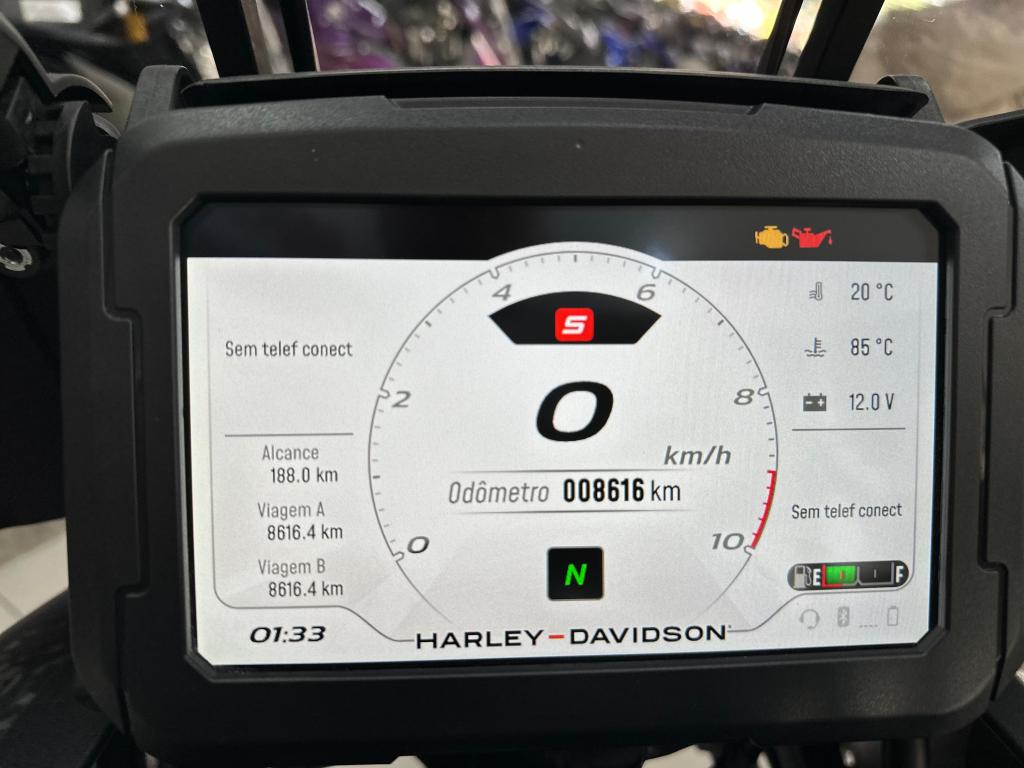 4
6
S
20 °C
Sem telef conect
85 °C
0
2
8
12.0 V
km/h
Alcance
188.0 km
Odômetro 008616 km
Viagem A
8616.4 km
Sem telef conect
0
10
Viagem B
8616.4 km
N
E F
01:33
HARLEY-DAVIDSON